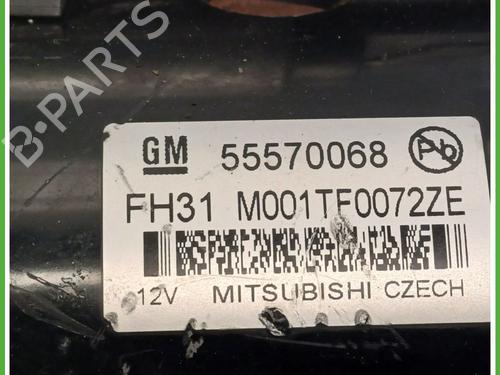 GM 55570068 Pb
FH31 M001TF0072ZE
12V MITSUBISHI CZECH
B-PARTS